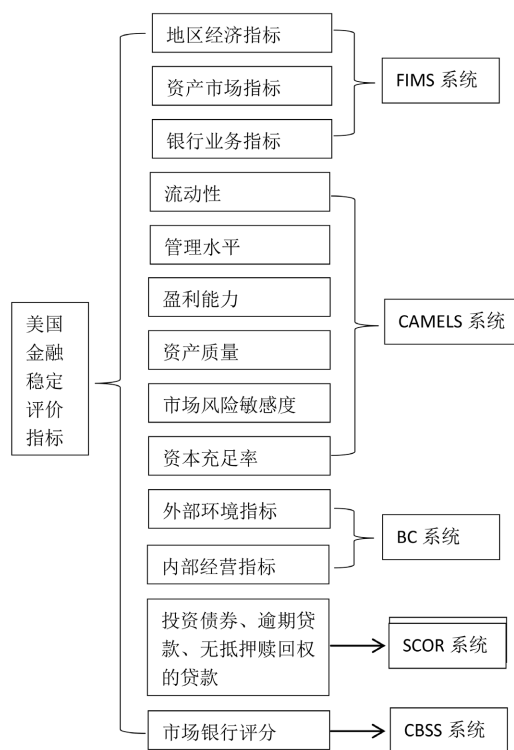 美国
金融
稳定
评价
指标
地区经济指标
资产市场指标
银行业务指标
FIMS 系统
流动性
管理水平
盈利能力
资产质量
市场风险敏感度
资本充足率
CAMELS 系统
外部环境指标
内部经营指标
BC 系统
投资债券、逾期贷
款、无抵押赎回权
的贷款
SCOR 系统
市场银行评分
CBSS 系统